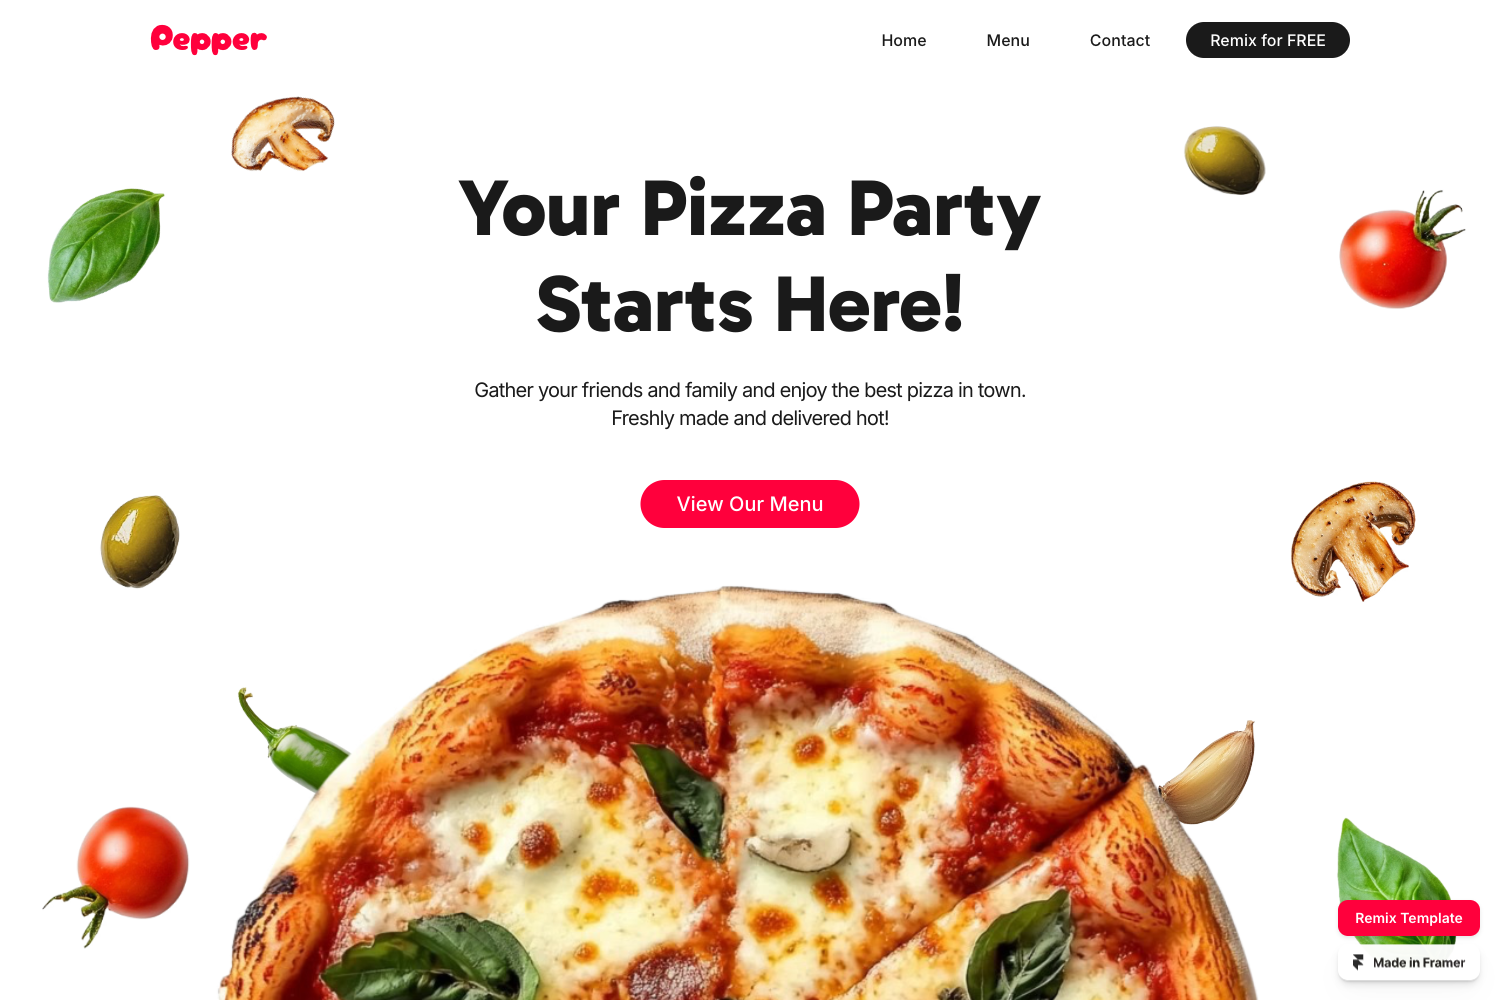 Pepper
Home
Menu
Contact
Remix for FREE
Your Pizza Party
Starts Here!
Gather your friends and family and enjoy the best pizza in town.
Freshly made and delivered hot!
View Our Menu
Remix Template
Made in Framer